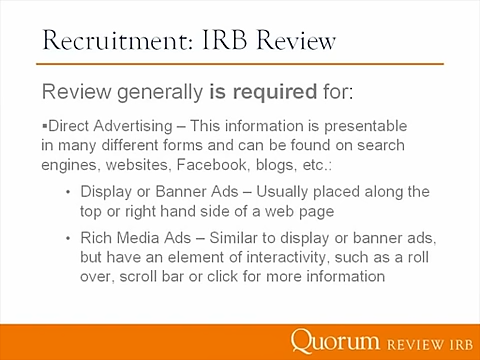 Recruitment: IRB Review
Review generally is required for:
▪Direct Advertising – This information is presentable
in many different forms and can be found on search
engines, websites, Facebook, blogs, etc.:
• Display or Banner Ads – Usually placed along the
top or right hand side of a web page
• Rich Media Ads – Similar to display or banner ads,
but have an element of interactivity, such as a roll
over, scroll bar or click for more information
Quorum REVIEW IRB